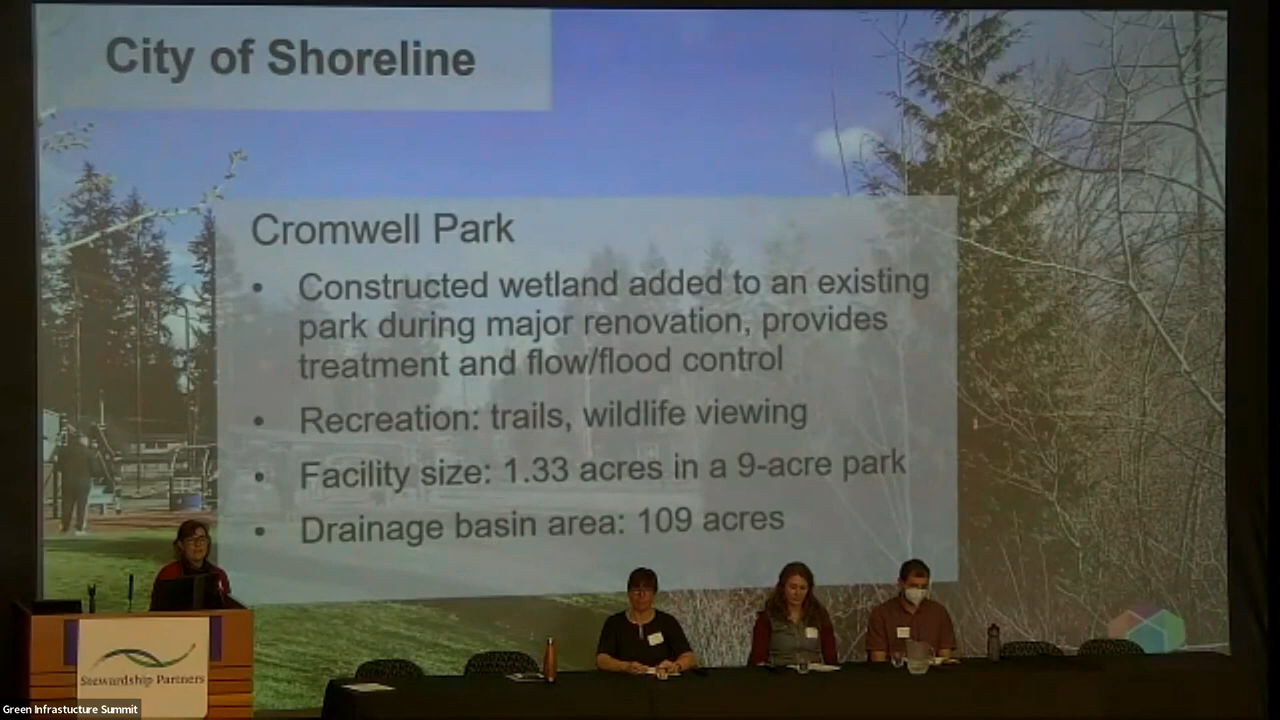 City of Shoreline
Cromwell Park
• Constructed wetland added to an existing
park during major renovation, provides
treatment and flow/flood control
• Recreation: trails, wildlife viewing
• Facility size: 1.33 acres in a 9-acre park
• Drainage basin area: 109 acres
Stewardship Partners
Green Infrastucture Summit